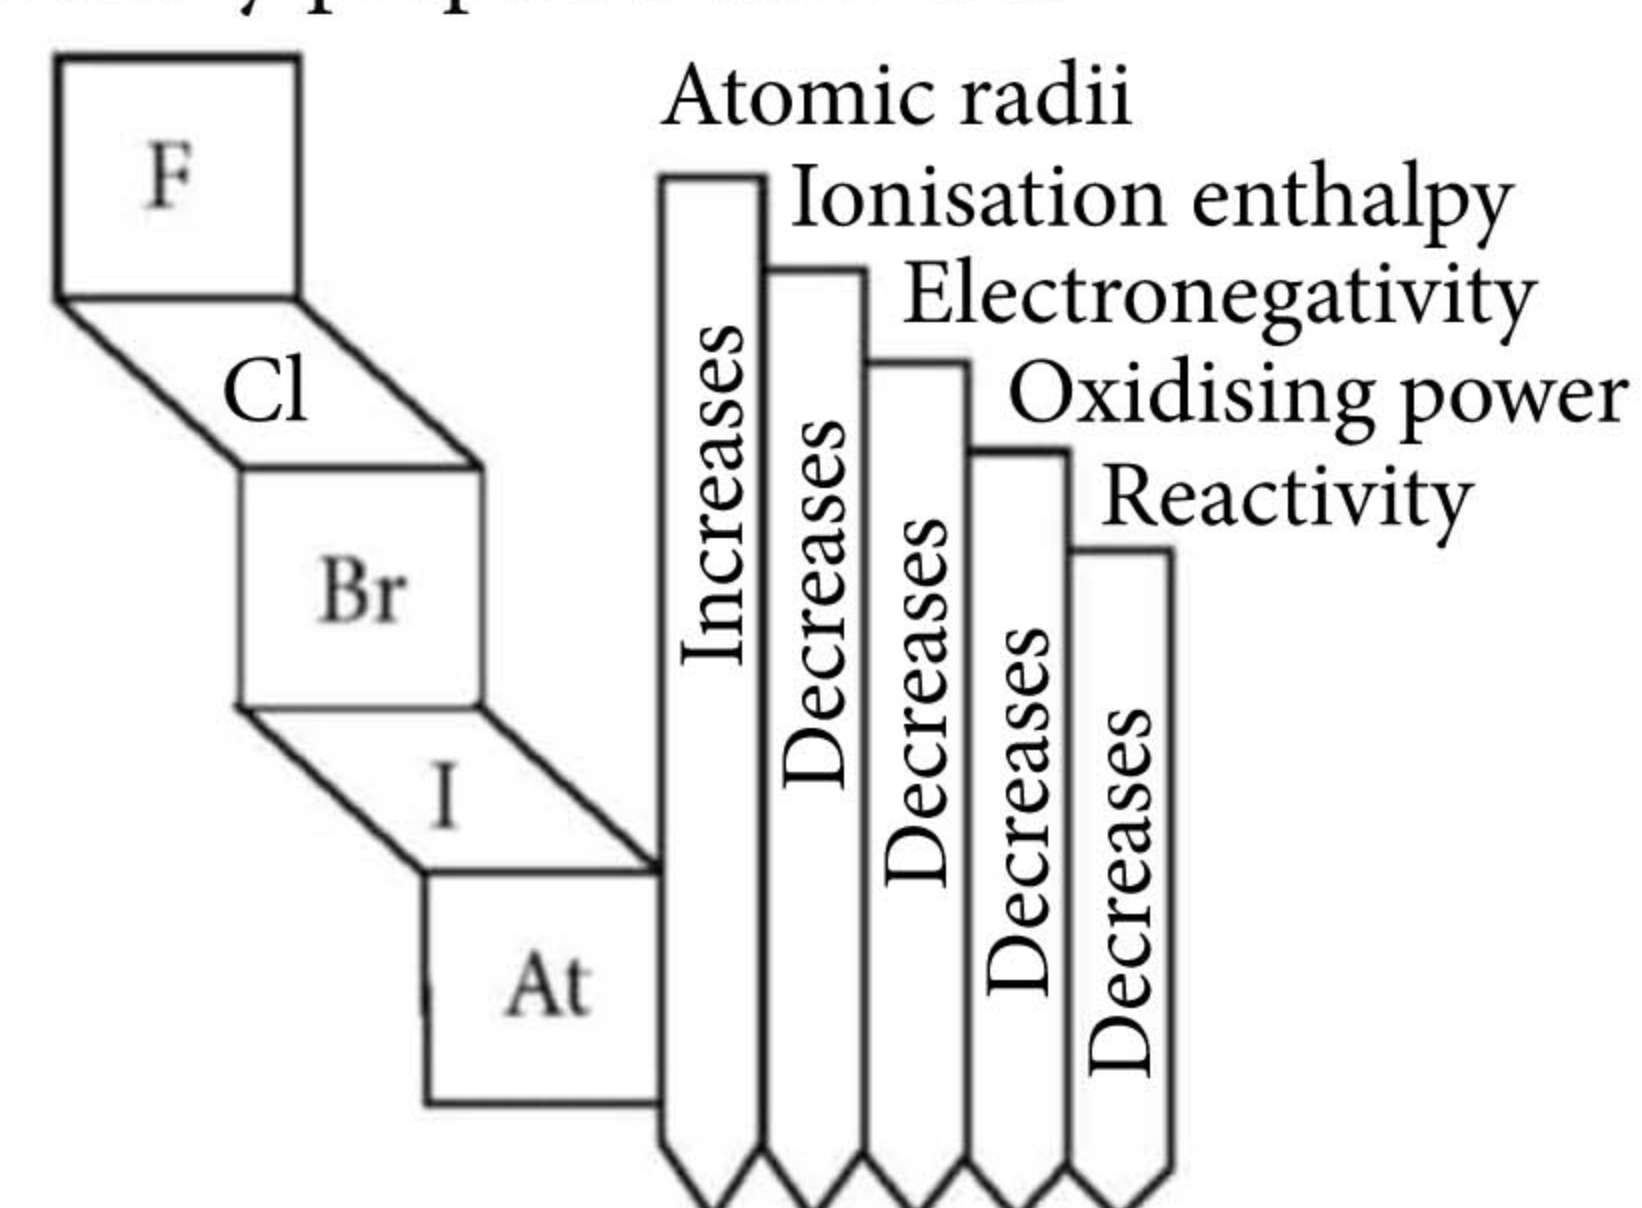 F
Cl
Br
I
At
Atomic radii
Ionisation enthalpy
Electronegativity
Oxidising power
Reactivity
Increases
Decreases
Decreases
Decreases
Decreases